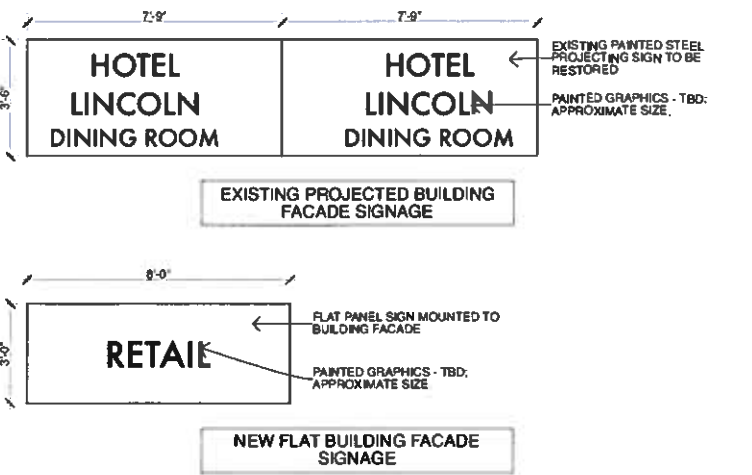 7'-9" 7'-9"
3'-6"
HOTEL
LINCOLN
DINING ROOM
HOTEL
LINCOLN
DINING ROOM
EXISTING PAINTED STEEL
PROJECTING SIGN TO BE
RESTORED
PAINTED GRAPHICS - TBD:
APPROXIMATE SIZE.
EXISTING PROJECTED BUILDING
FACADE SIGNAGE
8'-0"
3'-0"
RETAIL
FLAT PANEL SIGN MOUNTED TO
BUILDING FACADE
PAINTED GRAPHICS - TBD;
APPROXIMATE SIZE
NEW FLAT BUILDING FACADE
SIGNAGE